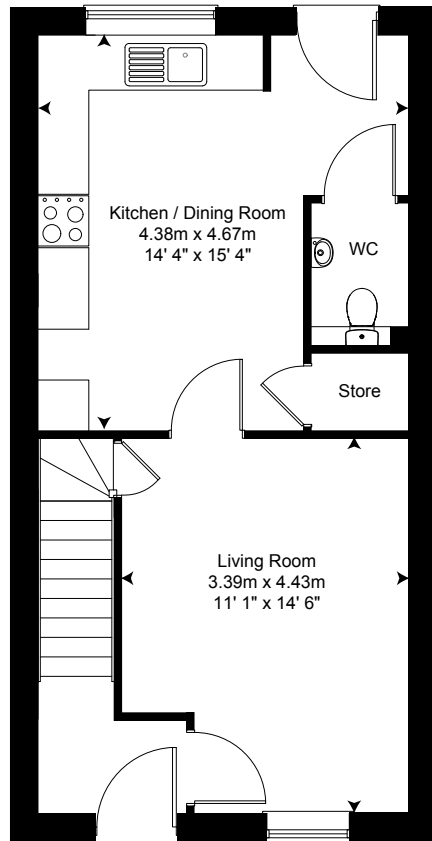 Kitchen / Dining Room
4.38m x 4.67m
14' 4" x 15' 4"
WC
Store
Living Room
3.39m x 4.43m
11' 1" x 14' 6"